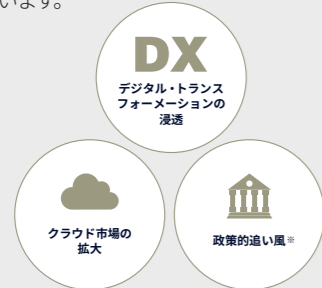 います。
DX
デジタル・トランス
フォーメーションの
浸透
クラウド市場の
拡大
政策的追い風※